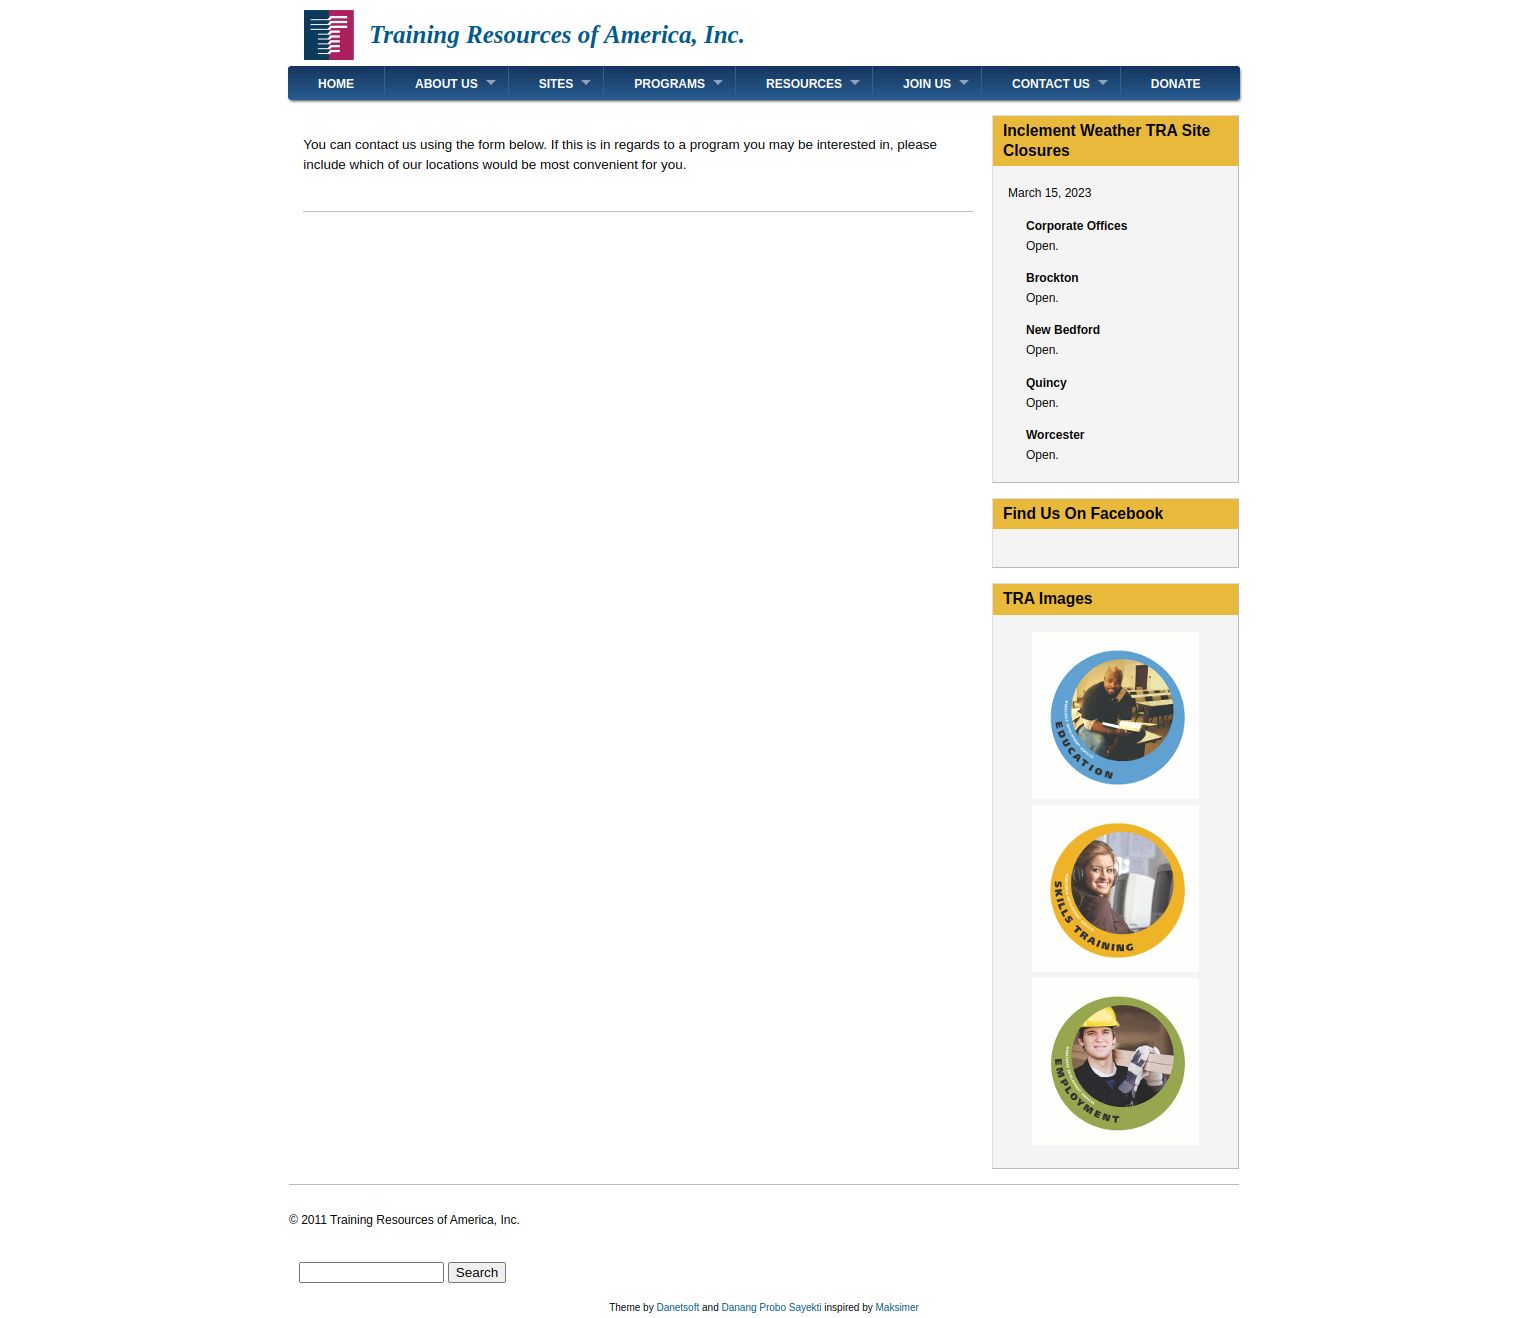 Training Resources of America, Inc.
HOME ABOUT US SITES PROGRAMS RESOURCES JOIN US CONTACT US DONATE
You can contact us using the form below. If this is in regards to a program you may be interested in, please
include which of our locations would be most convenient for you.
Inclement Weather TRA Site
Closures
March 15, 2023
Corporate Offices
Open.
Brockton
Open.
New Bedford
Open.
Quincy
Open.
Worcester
Open.
Find Us On Facebook
TRA Images
EDUCATION
SKILLS TRAINING
EMPLOYMENT
© 2011 Training Resources of America, Inc.
Search
Theme by Danetsoft and Danang Probo Sayekti inspired by Maksimer